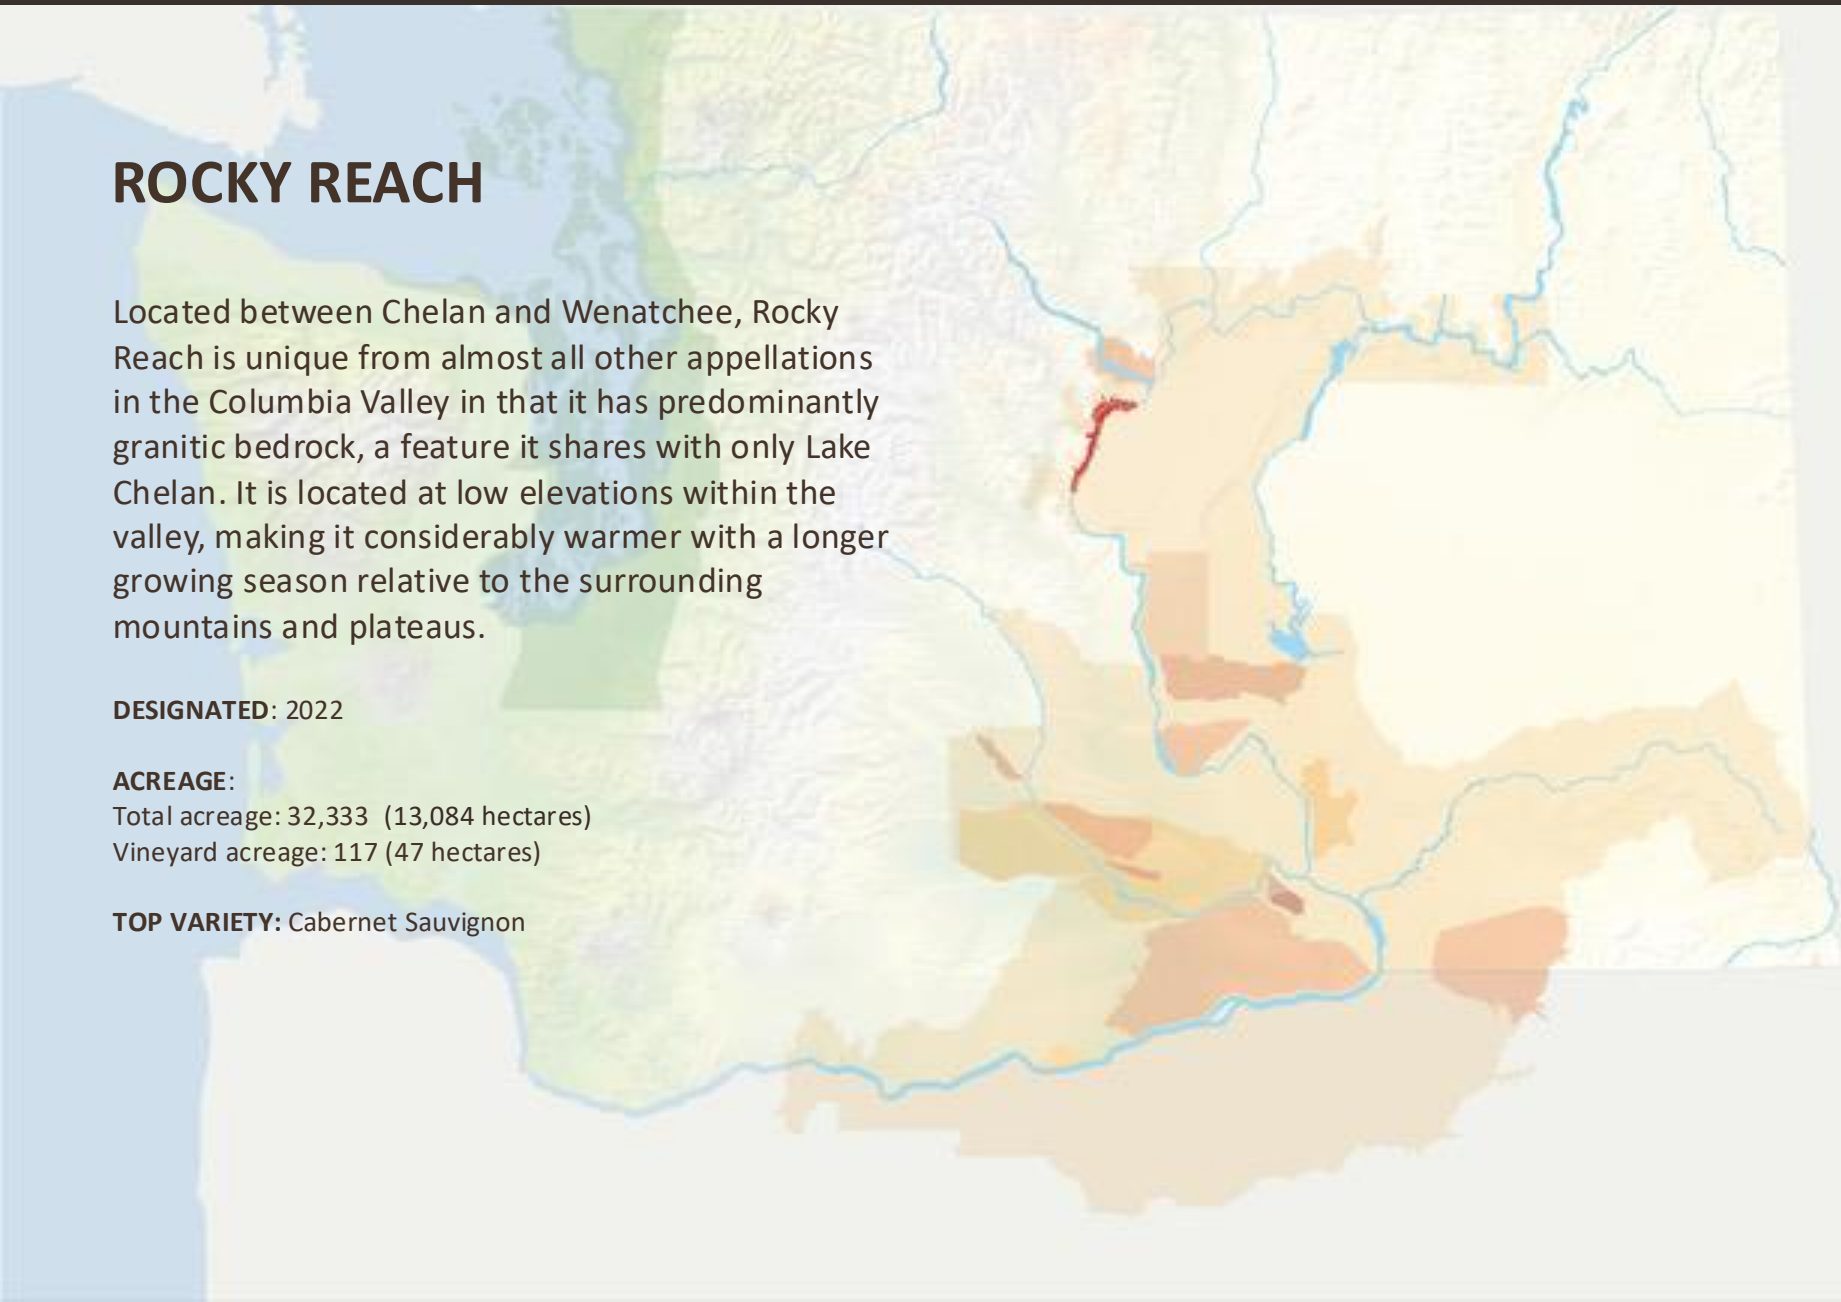 ROCKY REACH
Located between Chelan and Wenatchee, Rocky
Reach is unique from almost all other appellations
in the Columbia Valley in that it has predominantly
granitic bedrock, a feature it shares with only Lake
Chelan. It is located at low elevations within the
valley, making it considerably warmer with a longer
growing season relative to the surrounding
mountains and plateaus.
DESIGNATED: 2022
ACREAGE:
Total acreage: 32,333 (13,084 hectares)
Vineyard acreage: 117 (47 hectares)
TOP VARIETY: Cabernet Sauvignon